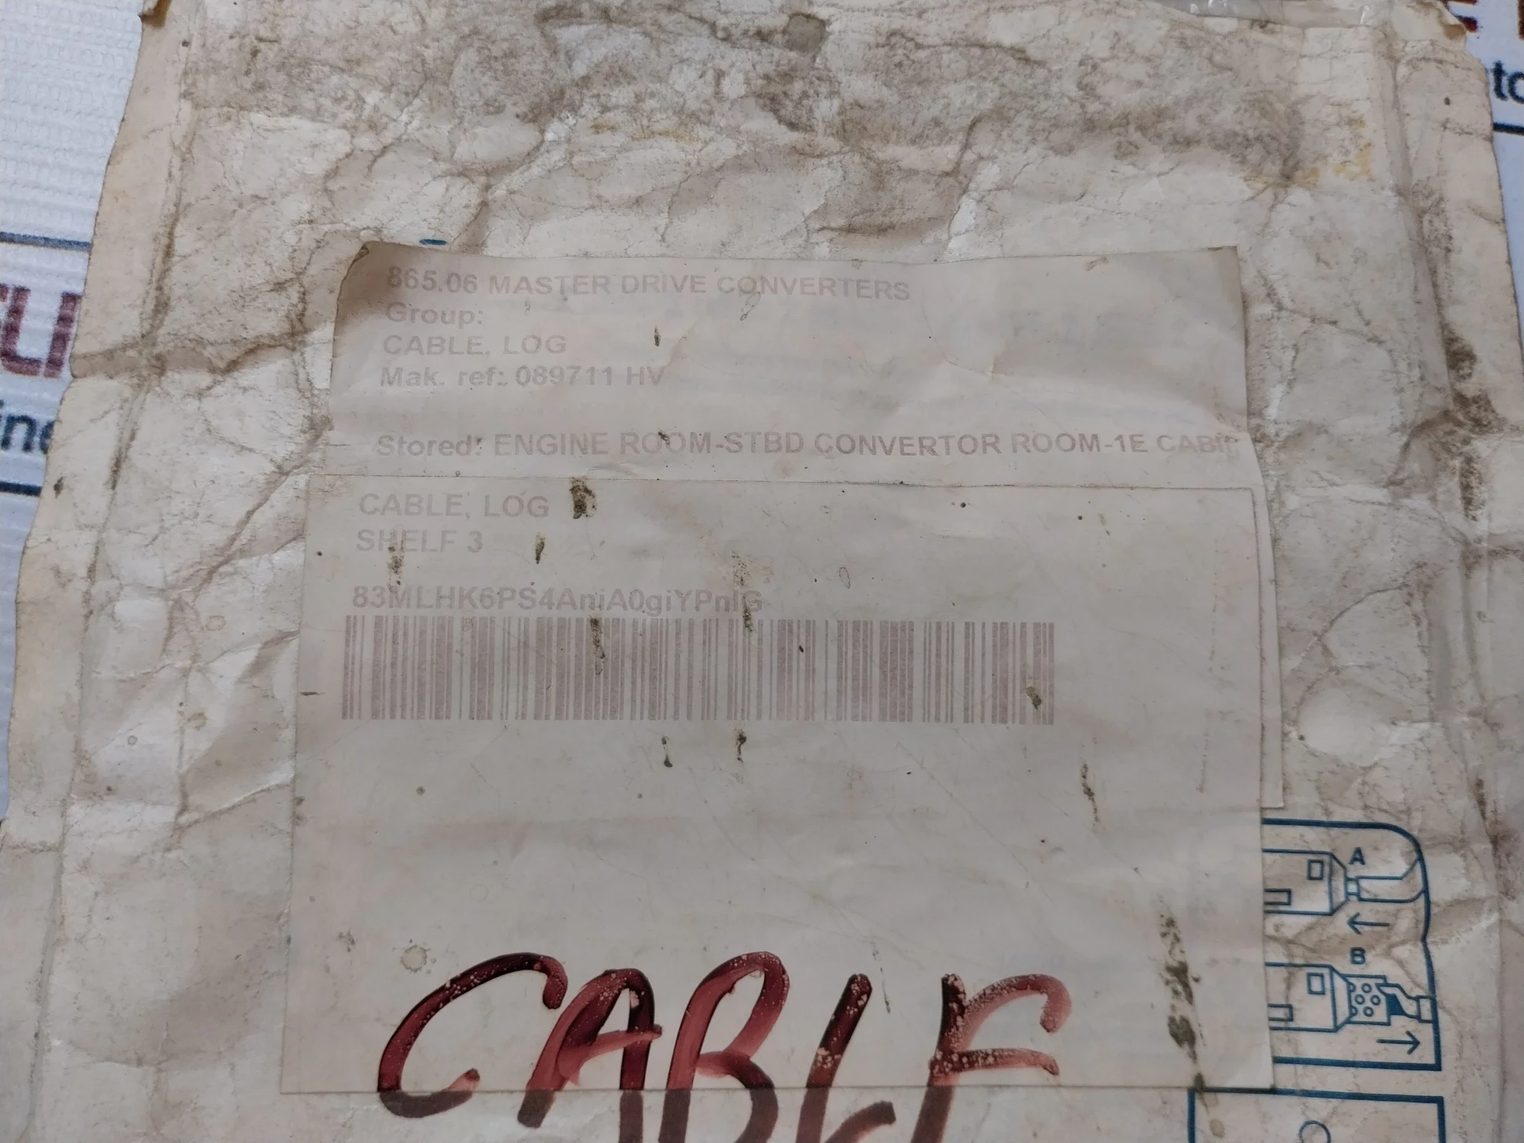 865.06 MASTER DRIVE CONVERTERS
Group:
CABLE, LOG
Mak. ref: 089711 HV
Stored: ENGINE ROOM-STBD CONVERTOR ROOM-1E
CABLE, LOG
SHELF 3
83MLHK6PS4AniA0giYPnlG
A
B
CABLE